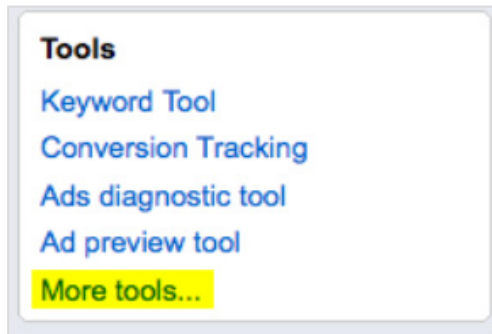 Tools
Keyword Tool
Conversion Tracking
Ads diagnostic tool
Ad preview tool
More tools...